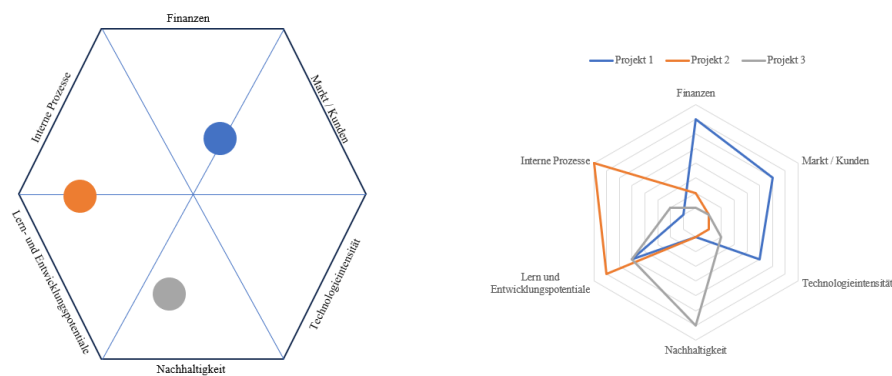 Finanzen
Interne Prozesse
Markt / Kunden
Lern- und Entwicklungspotentiale
Technologieintensität
Nachhaltigkeit
Projekt 1
Projekt 2
Projekt 3
Finanzen
Interne Prozesse
Markt / Kunden
Lern und
Entwicklungspotentiale
Technologieintensität
Nachhaltigkeit